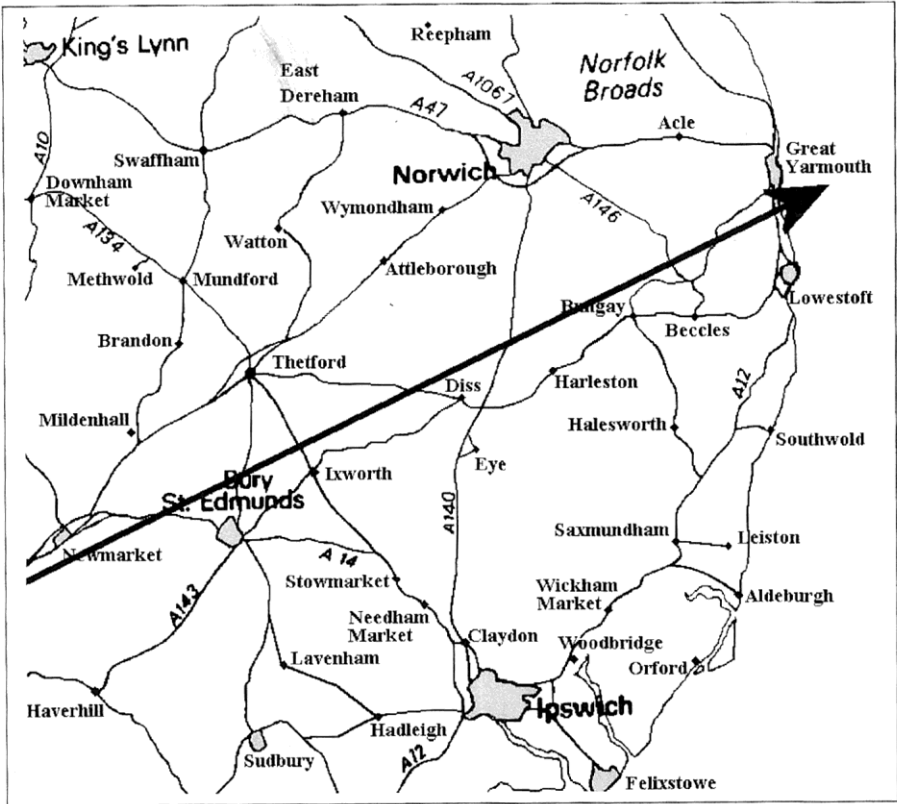 Reepham
King's Lynn
Norfolk
Broads
East
Dereham
A1067
A47
Acle
A10
Swaffham
Great
Yarmouth
Norwich
Downham
Market
Wymondham
A146
A134
Watton
Attleborough
Methwold
Mundford
Lowestoft
Bungay
Beccles
Brandon
Thetford
Diss
Harleston
A12
Mildenhall
Halesworth
Southwold
Eye
Ixworth
Bury
St. Edmunds
A140
Saxmundham
Leiston
Newmarket
A 14
Stowmarket
Wickham
Market
Aldeburgh
A143
Needham
Market
Claydon
Woodbridge
Orford
Lavenham
Haverhill
Ipswich
Hadleigh
A12
Sudbury
Felixstowe